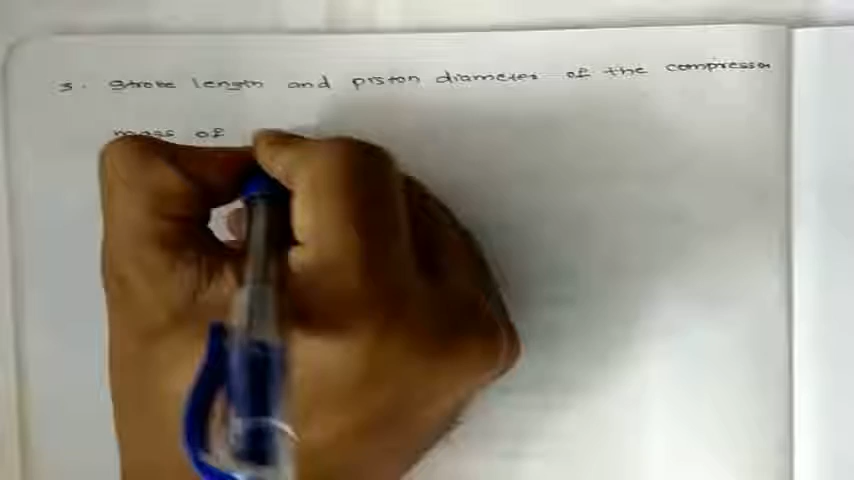 3. Stroke length and piston diameter of the compressor
mass of